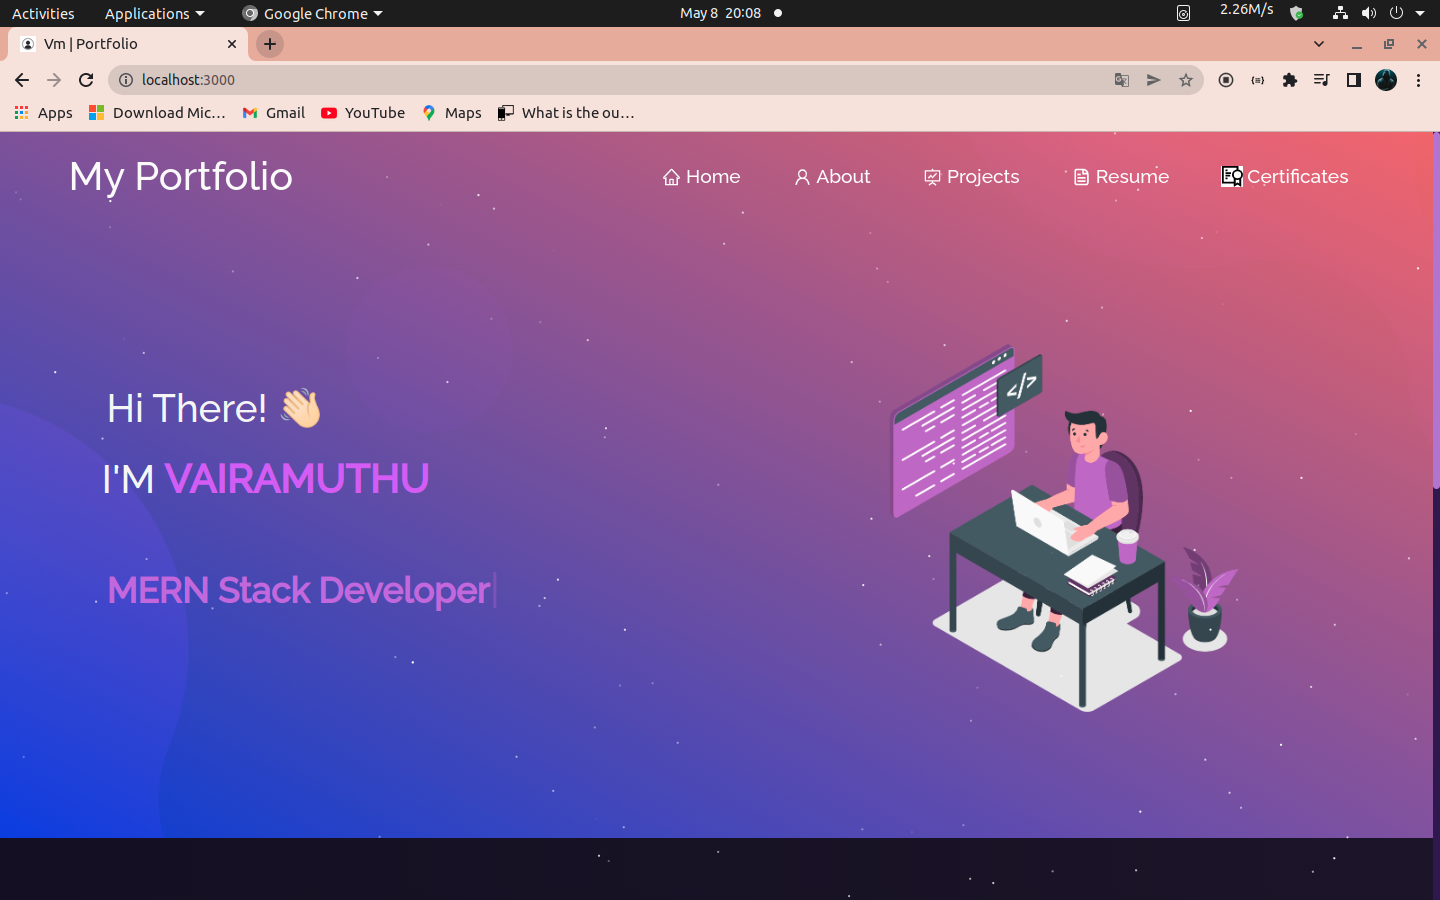 Activities Applications Google Chrome May 8 20:08 2.26M/s
Vm | Portfolio
localhost:3000
Apps Download Mic... Gmail YouTube Maps What is the ou...
My Portfolio Home About Projects Resume Certificates
</>
Hi There! 👋🏻
I'M VAIRAMUTHU
MERN Stack Developer|